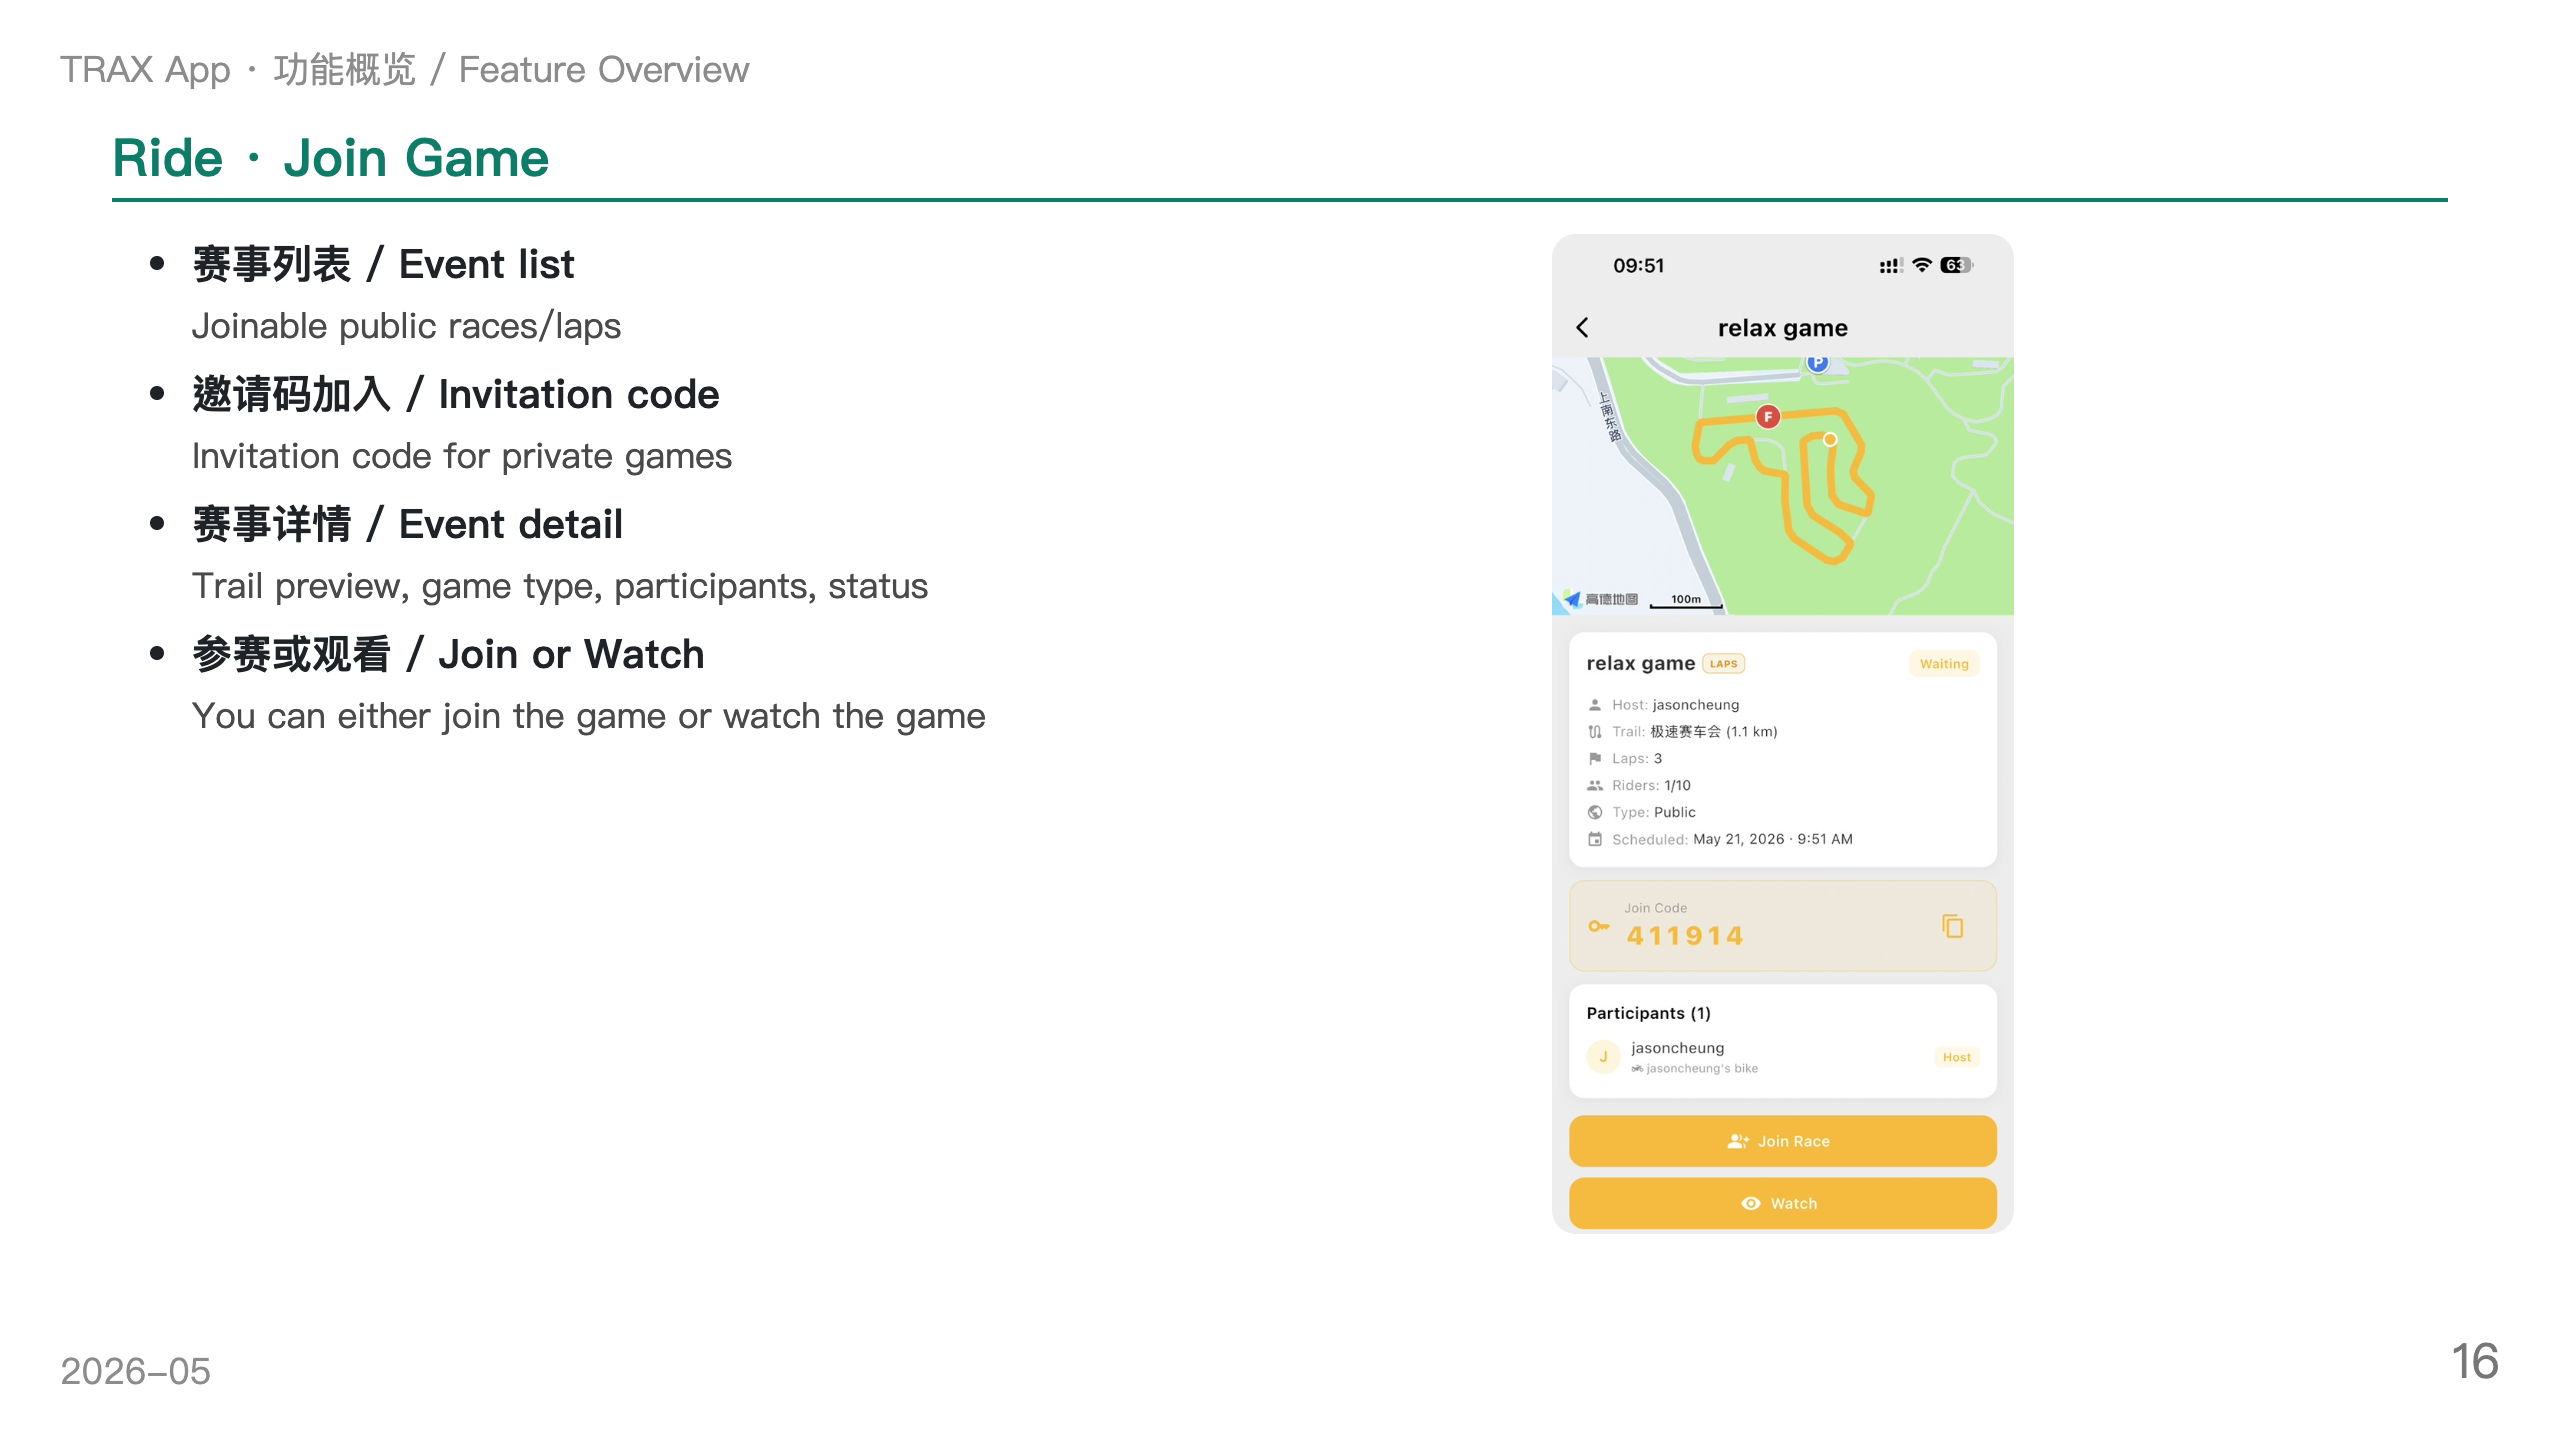 TRAX App · 功能概览 / Feature Overview
Ride · Join Game
• 赛事列表 / Event list
Joinable public races/laps
• 邀请码加入 / Invitation code
Invitation code for private games
• 赛事详情 / Event detail
Trail preview, game type, participants, status
• 参赛或观看 / Join or Watch
You can either join the game or watch the game
09:51
63
relax game
P
F
上南东路
高德地图
100m
relax game LAPS
Waiting
Host: jasoncheung
Trail: 极速赛车会 (1.1 km)
Laps: 3
Riders: 1/10
Type: Public
Scheduled: May 21, 2026 · 9:51 AM
Join Code
411914
Participants (1)
J
jasoncheung
jasoncheung's bike
Host
Join Race
Watch
2026-05
16